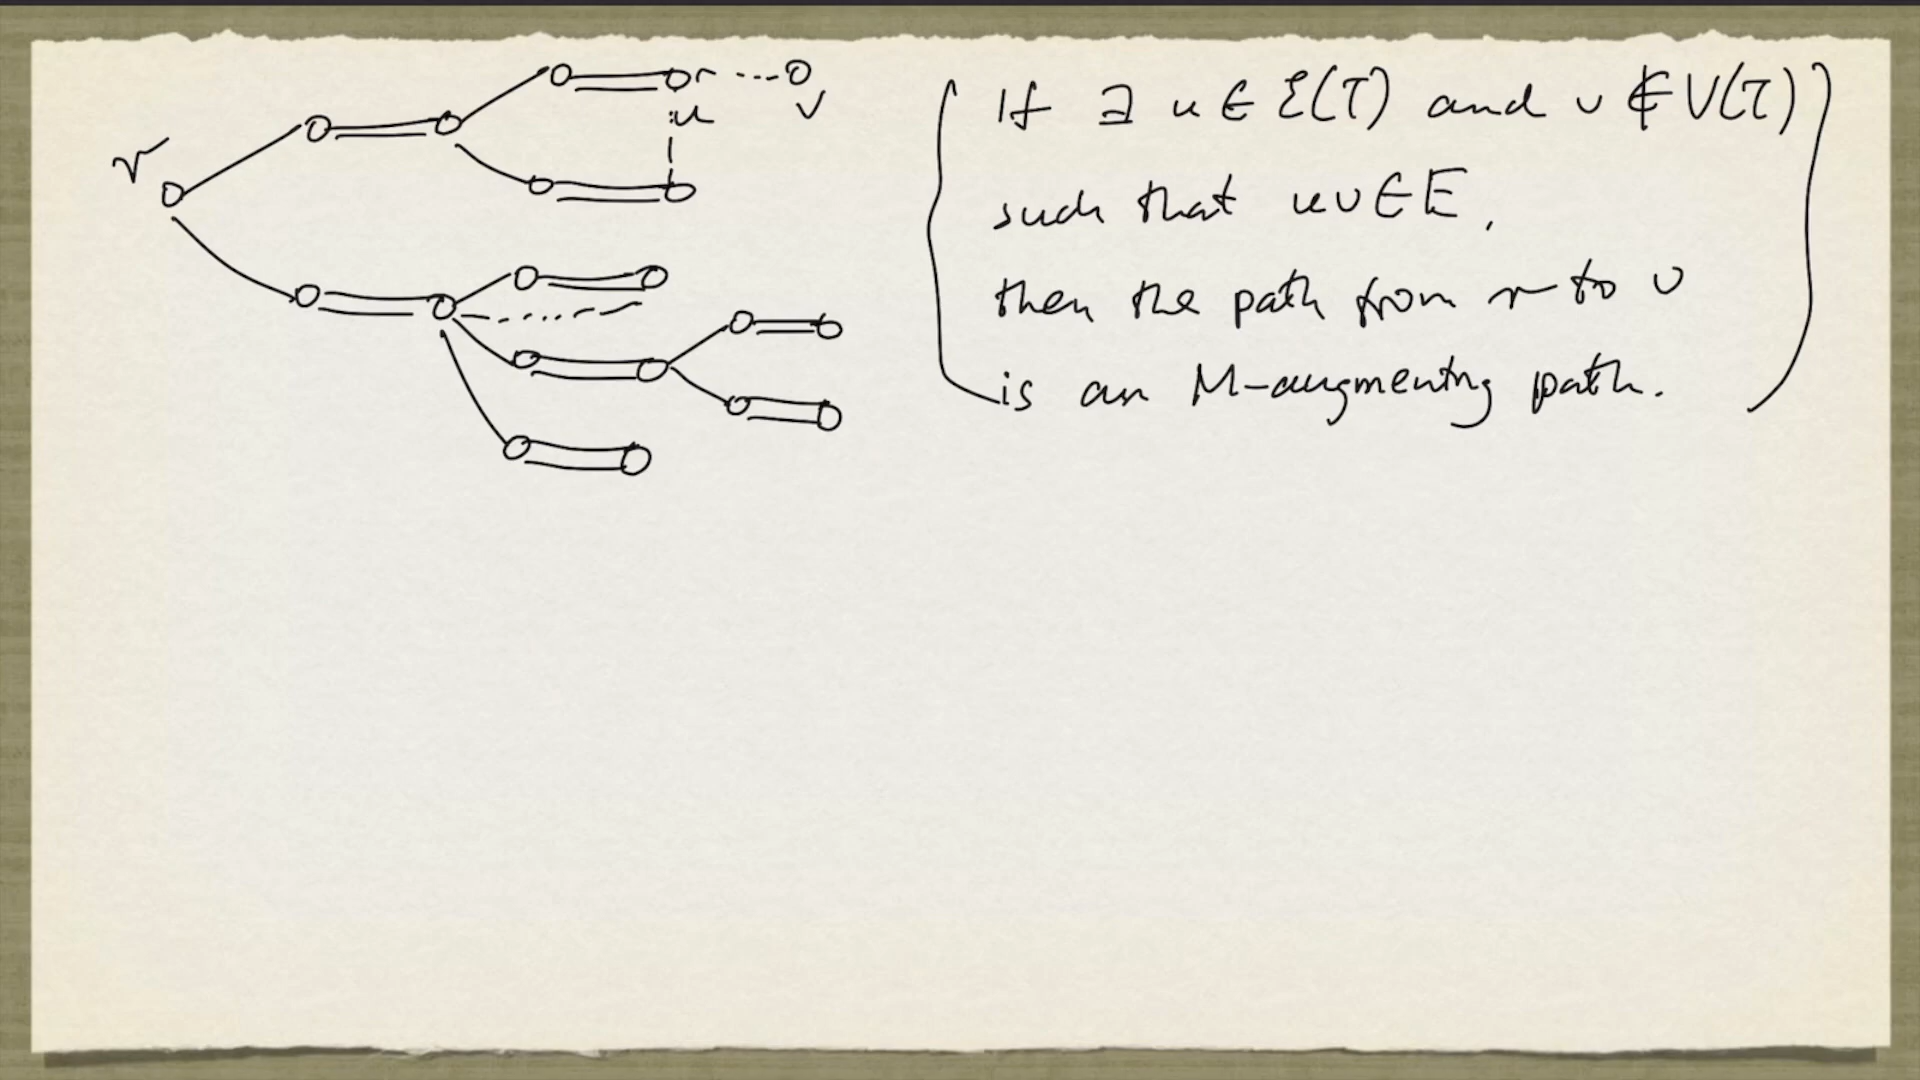 r
u
v
If ∃ u ∈ ℰ(T) and v ∉ V(T)
such that uv ∈ E,
then the path from r to v
is an M-augmenting path.